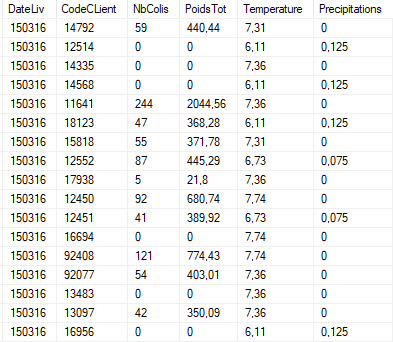 DateLiv CodeCLient NbColis PoidsTot Temperature Precipitations
150316 14792 59 440,44 7,31 0
150316 12514 0 0 6,11 0,125
150316 14335 0 0 7,36 0
150316 14568 0 0 6,11 0,125
150316 11641 244 2044,56 7,36 0
150316 18123 47 368,28 6,11 0,125
150316 15818 55 371,78 7,31 0
150316 12552 87 445,29 6,73 0,075
150316 17938 5 21,8 7,36 0
150316 12450 92 680,74 7,74 0
150316 12451 41 389,92 6,73 0,075
150316 16694 0 0 7,74 0
150316 92408 121 774,43 7,74 0
150316 92077 54 403,01 7,36 0
150316 13483 0 0 7,36 0
150316 13097 42 350,09 7,36 0
150316 16956 0 0 6,11 0,125